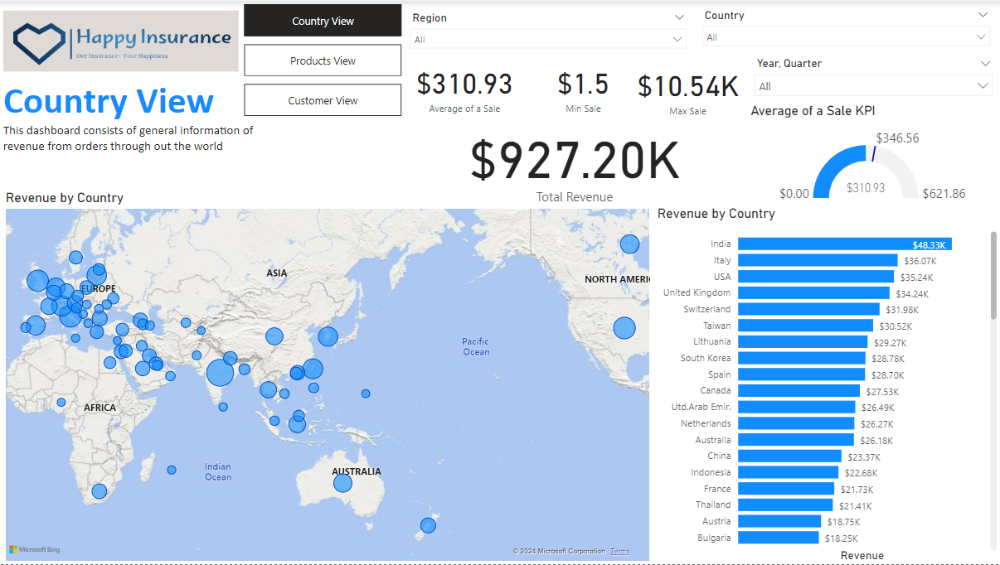 Happy Insurance
Our Insurance- Your Happiness
Country View
Products View
Customer View
Region
All
Country
All
Year, Quarter
All
Country View
This dashboard consists of general information of
revenue from orders through out the world
$310.93
Average of a Sale
$1.5
Min Sale
$10.54K
Max Sale
$927.20K
Total Revenue
Average of a Sale KPI
$346.56
$0.00
$310.93
$621.86
Revenue by Country
ASIA
EUROPE
NORTH AMERI
Pacific
Ocean
AFRICA
Indian
Ocean
AUSTRALIA
Microsoft Bing
© 2024 Microsoft Corporation Terms
Revenue by Country
India $48.33K
Italy $36.07K
USA $35.24K
United Kingdom $34.24K
Switzerland $31.98K
Taiwan $30.52K
Lithuania $29.27K
South Korea $28.78K
Spain $28.70K
Canada $27.53K
Utd.Arab Emir. $26.49K
Netherlands $26.27K
Australia $26.18K
China $23.37K
Indonesia $22.68K
France $21.73K
Thailand $21.41K
Austria $18.75K
Bulgaria $18.25K
Revenue